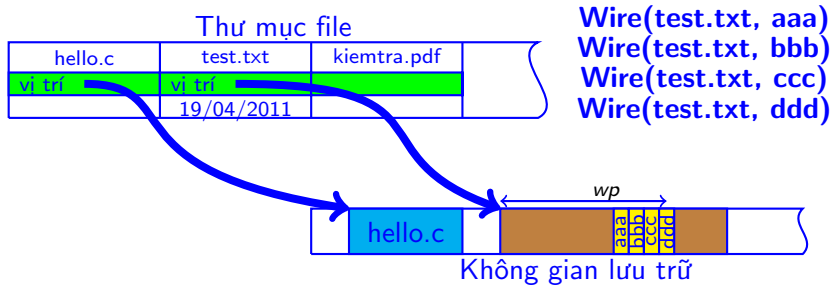 Thư mục file
hello.c test.txt kiemtra.pdf
vị trí vị trí
19/04/2011
Wire(test.txt, aaa)
Wire(test.txt, bbb)
Wire(test.txt, ccc)
Wire(test.txt, ddd)
wp
hello.c aaa bbb ccc ddd
Không gian lưu trữ